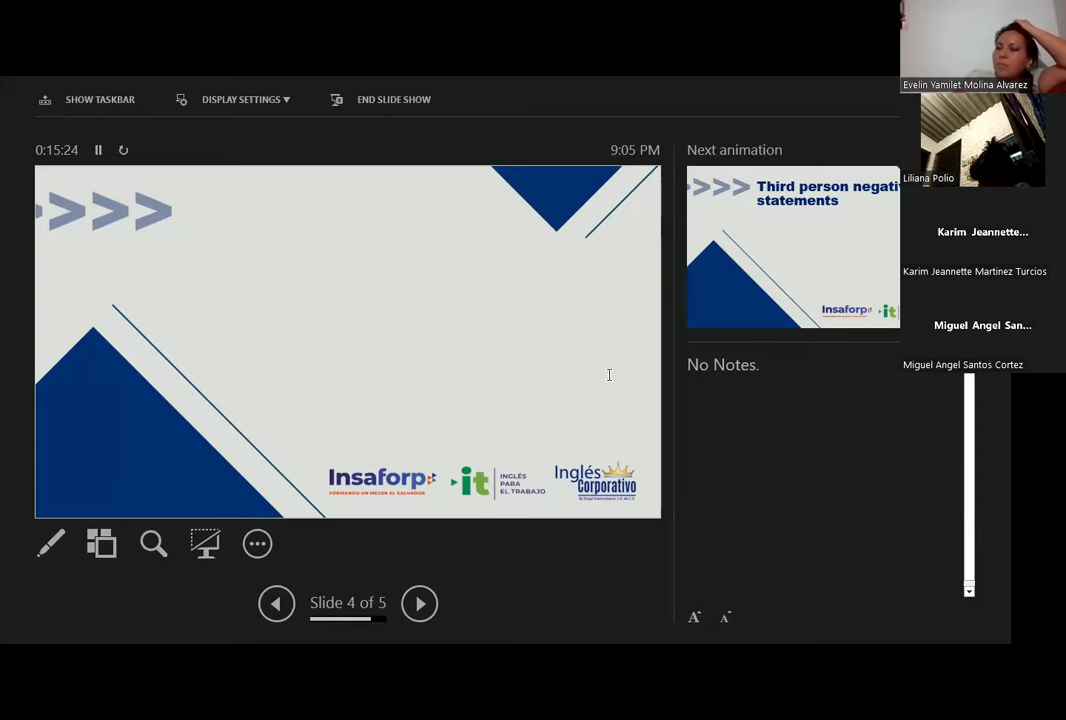 SHOW TASKBAR
DISPLAY SETTINGS
END SLIDE SHOW
0:15:24
9:05 PM
Next animation
Third person negati
statements
Insaforp
FORMANDO UN MEJOR EL SALVADOR
it
INGLÉS
PARA
EL TRABAJO
Inglés
Corporativo
Insaforp
it
No Notes.
Slide 4 of 5
A
A
Evelin Yamilet Molina Alvarez
Liliana Polio
Karim Jeannette...
Karim Jeannette Martinez Turcios
Miguel Angel San...
Miguel Angel Santos Cortez